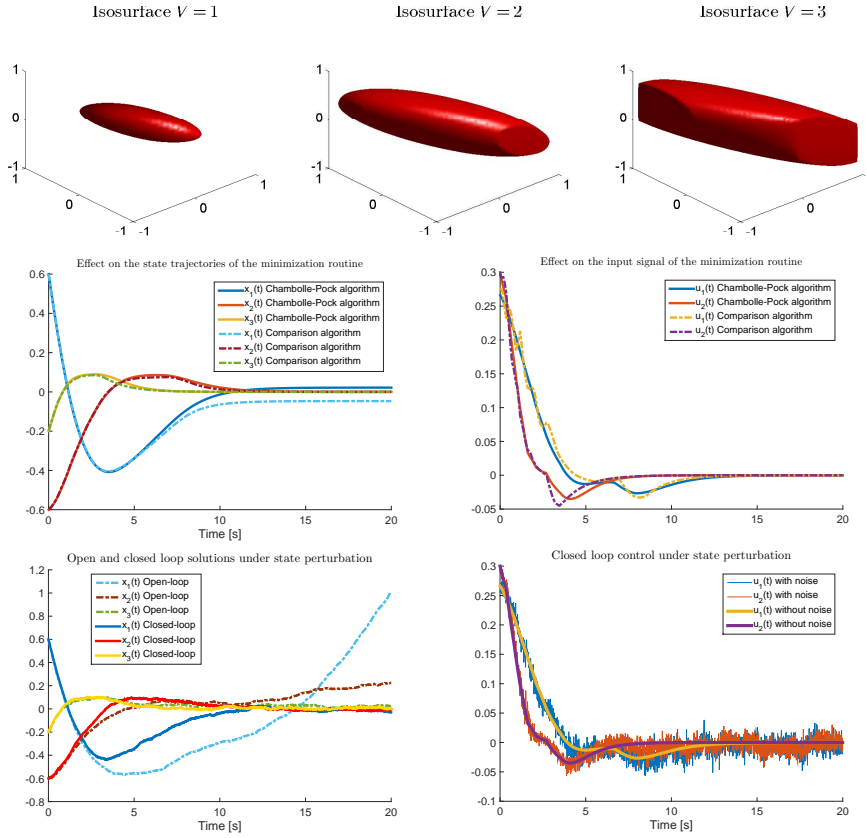 Isosurface V = 1
Isosurface V = 2
Isosurface V = 3
1
0
-1
1
0
-1
-1
0
1
1
0
-1
1
0
-1
-1
0
1
1
0
-1
1
0
-1
-1
0
1
Effect on the state trajectories of the minimization routine
0.6
0.4
0.2
0
-0.2
-0.4
-0.6
0
5
10
15
20
Time [s]
x1(t) Chambolle-Pock algorithm
x2(t) Chambolle-Pock algorithm
x3(t) Chambolle-Pock algorithm
x1(t) Comparison algorithm
x2(t) Comparison algorithm
x3(t) Comparison algorithm
Effect on the input signal of the minimization routine
0.3
0.25
0.2
0.15
0.1
0.05
0
-0.05
0
5
10
15
20
Time [s]
u1(t) Chambolle-Pock algorithm
u2(t) Chambolle-Pock algorithm
u1(t) Comparison algorithm
u2(t) Comparison algorithm
Open and closed loop solutions under state perturbation
1.2
1
0.8
0.6
0.4
0.2
0
-0.2
-0.4
-0.6
-0.8
0
5
10
15
20
Time [s]
x1(t) Open-loop
x2(t) Open-loop
x3(t) Open-loop
x1(t) Closed-loop
x2(t) Closed-loop
x3(t) Closed-loop
Closed loop control under state perturbation
0.3
0.25
0.2
0.15
0.1
0.05
0
-0.05
-0.1
0
5
10
15
20
Time [s]
u1(t) with noise
u2(t) with noise
u1(t) without noise
u2(t) without noise